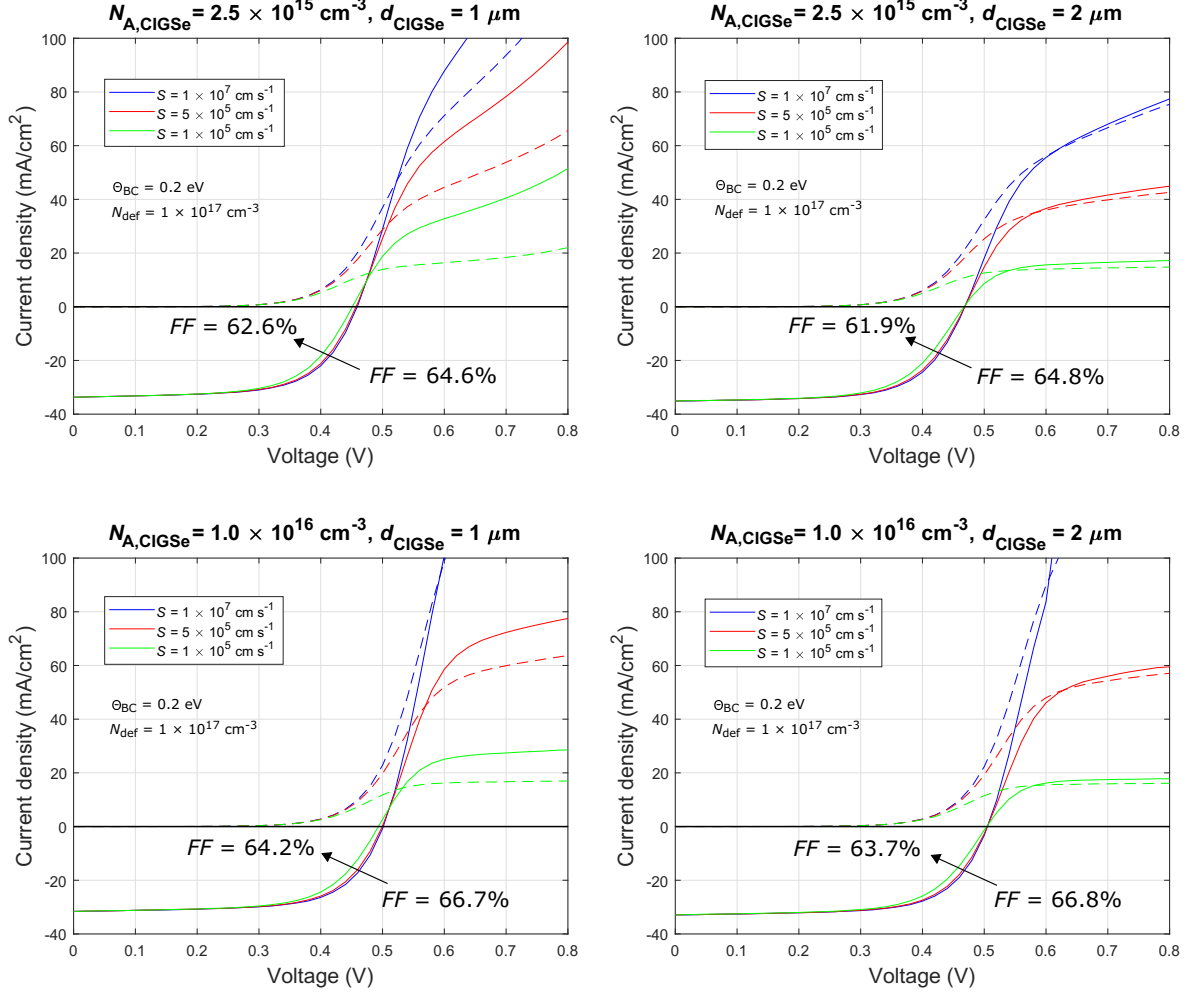 N_A,CIGSe = 2.5 × 10^15 cm^-3, d_CIGSe = 1 μm
Current density (mA/cm^2)
100
80
60
40
20
0
-20
-40
S = 1 × 10^7 cm s^-1
S = 5 × 10^5 cm s^-1
S = 1 × 10^5 cm s^-1
Θ_BC = 0.2 eV
N_def = 1 × 10^17 cm^-3
FF = 62.6%
FF = 64.6%
0 0.1 0.2 0.3 0.4 0.5 0.6 0.7 0.8
Voltage (V)
N_A,CIGSe = 2.5 × 10^15 cm^-3, d_CIGSe = 2 μm
Current density (mA/cm^2)
100
80
60
40
20
0
-20
-40
S = 1 × 10^7 cm s^-1
S = 5 × 10^5 cm s^-1
S = 1 × 10^5 cm s^-1
Θ_BC = 0.2 eV
N_def = 1 × 10^17 cm^-3
FF = 61.9%
FF = 64.8%
0 0.1 0.2 0.3 0.4 0.5 0.6 0.7 0.8
Voltage (V)
N_A,CIGSe = 1.0 × 10^16 cm^-3, d_CIGSe = 1 μm
Current density (mA/cm^2)
100
80
60
40
20
0
-20
-40
S = 1 × 10^7 cm s^-1
S = 5 × 10^5 cm s^-1
S = 1 × 10^5 cm s^-1
Θ_BC = 0.2 eV
N_def = 1 × 10^17 cm^-3
FF = 64.2%
FF = 66.7%
0 0.1 0.2 0.3 0.4 0.5 0.6 0.7 0.8
Voltage (V)
N_A,CIGSe = 1.0 × 10^16 cm^-3, d_CIGSe = 2 μm
Current density (mA/cm^2)
100
80
60
40
20
0
-20
-40
S = 1 × 10^7 cm s^-1
S = 5 × 10^5 cm s^-1
S = 1 × 10^5 cm s^-1
Θ_BC = 0.2 eV
N_def = 1 × 10^17 cm^-3
FF = 63.7%
FF = 66.8%
0 0.1 0.2 0.3 0.4 0.5 0.6 0.7 0.8
Voltage (V)